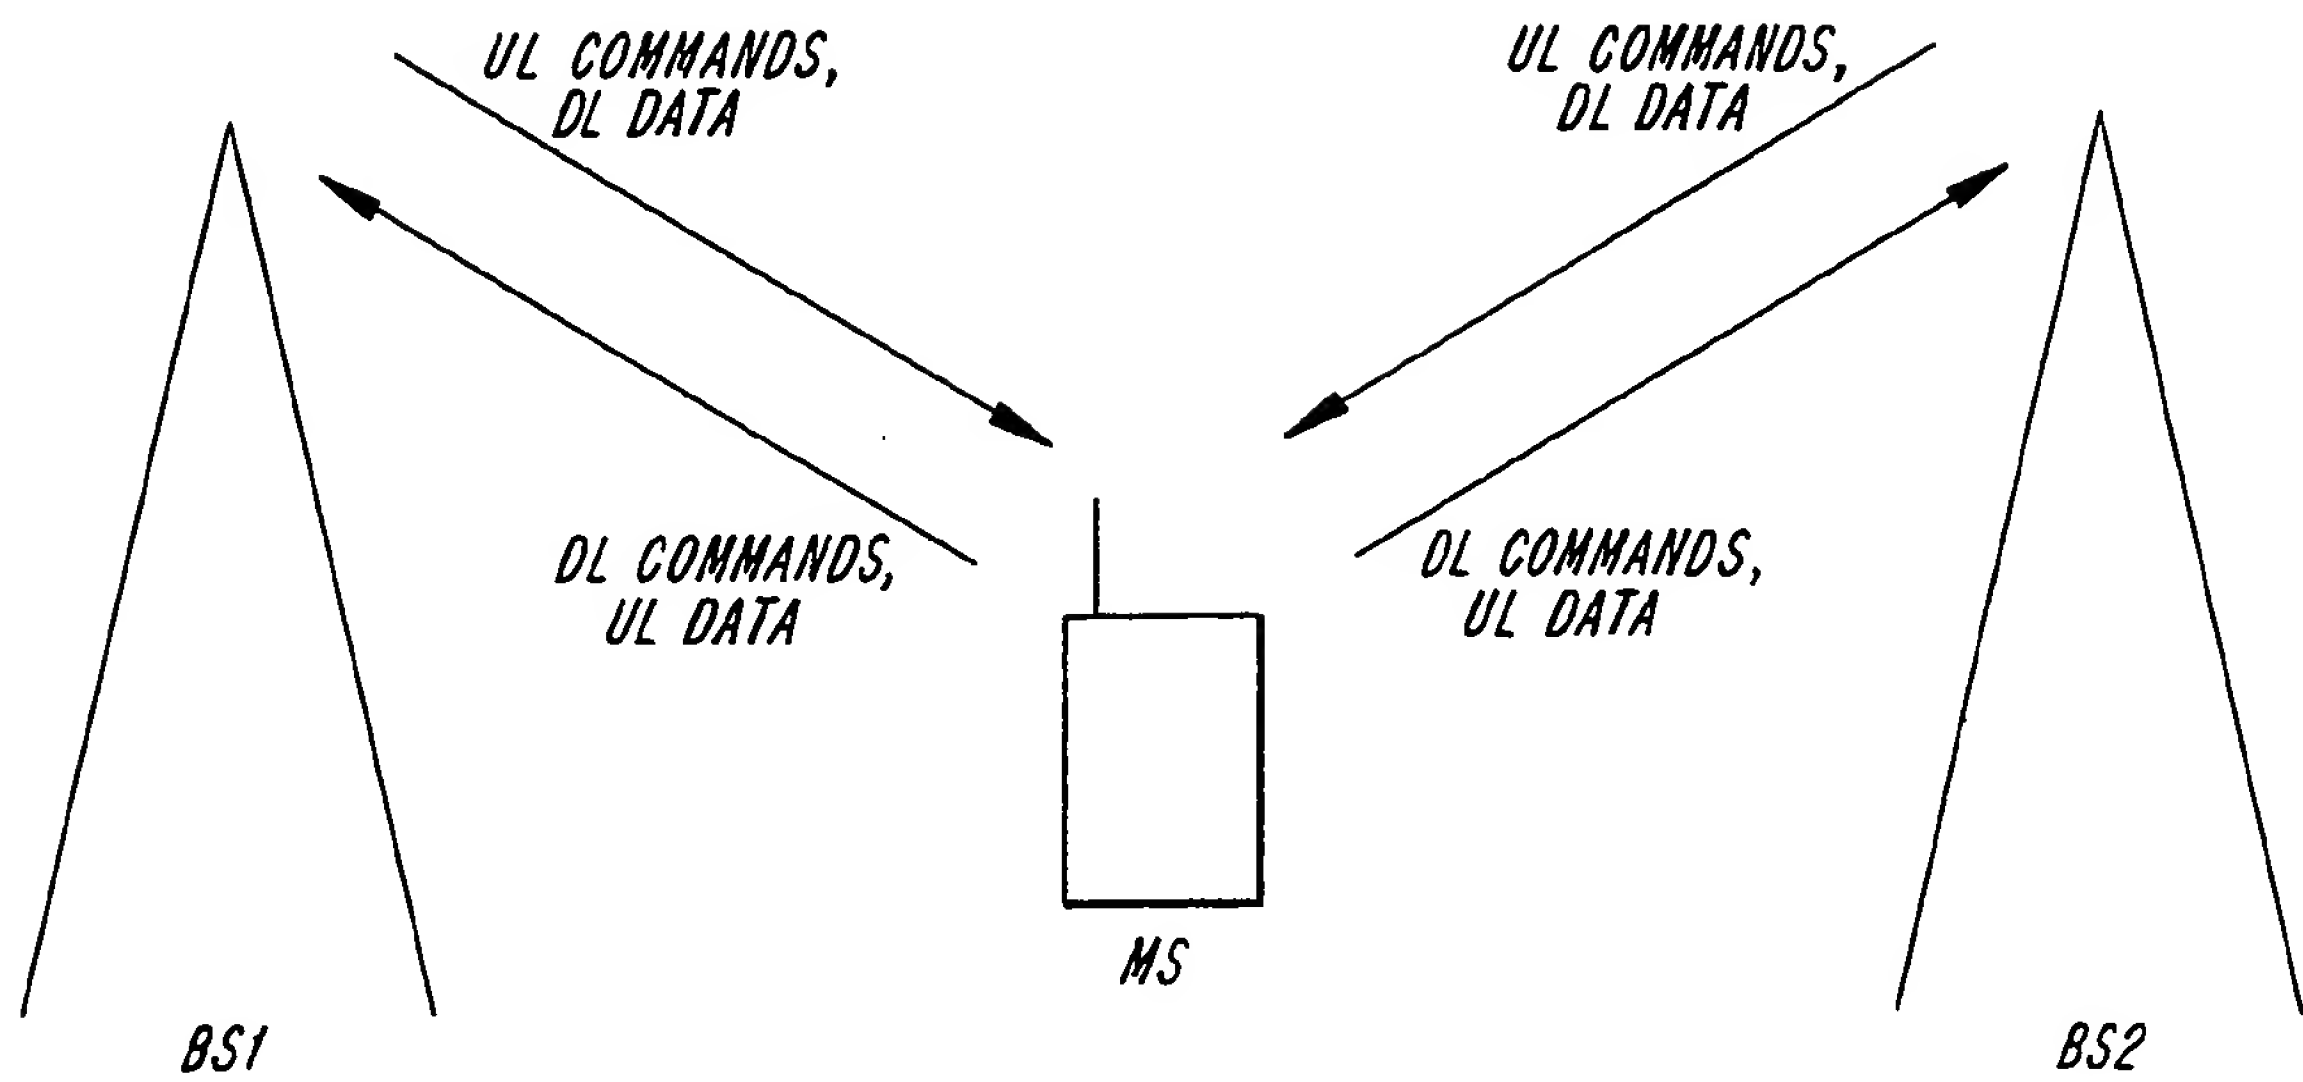 UL COMMANDS,
DL DATA
UL COMMANDS,
DL DATA
DL COMMANDS,
UL DATA
DL COMMANDS,
UL DATA
MS
BS1
BS2